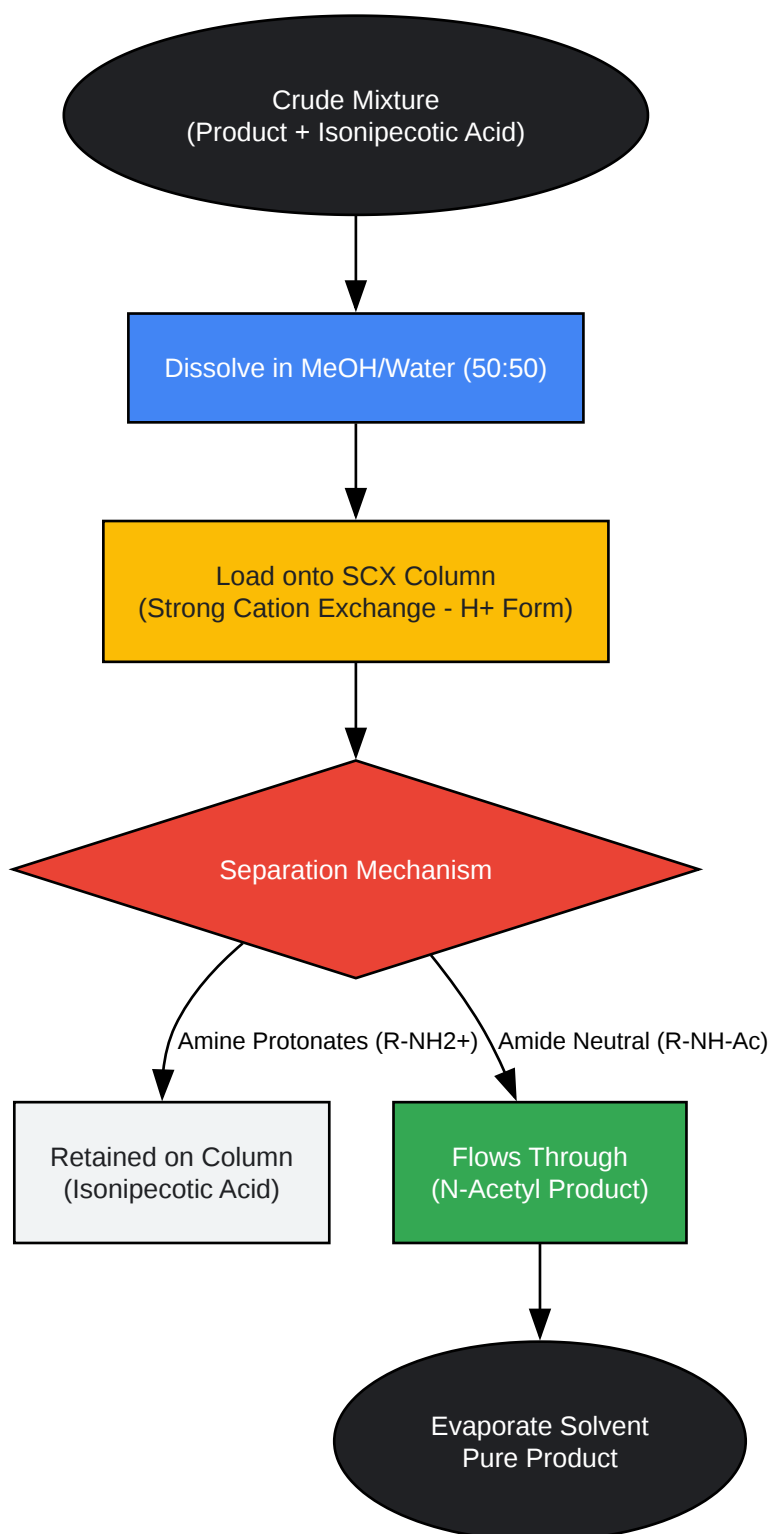 Crude Mixture
(Product + Isonipecotic Acid)
Dissolve in MeOH/Water (50:50)
Load onto SCX Column
(Strong Cation Exchange - H+ Form)
Separation Mechanism
Amine Protonates (R-NH2+)
Amide Neutral (R-NH-Ac)
Retained on Column
(Isonipecotic Acid)
Flows Through
(N-Acetyl Product)
Evaporate Solvent
Pure Product